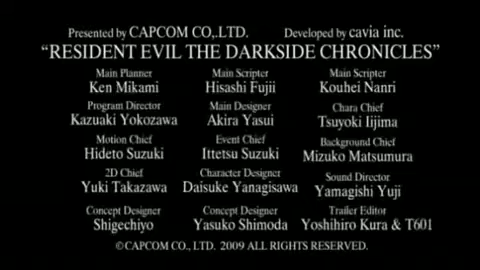 Presented by CAPCOM CO,.LTD. Developed by cavia inc.
“RESIDENT EVIL THE DARKSIDE CHRONICLES”
Main Planner Main Scripter Main Scripter
Ken Mikami Hisashi Fujii Kouhei Nanri
Program Director Main Designer Chara Chief
Kazuaki Yokozawa Akira Yasui Tsuyoki Iijima
Motion Chief Event Chief Background Chief
Hideto Suzuki Ittetsu Suzuki Mizuko Matsumura
2D Chief Character Designer Sound Director
Yuki Takazawa Daisuke Yanagisawa Yamagishi Yuji
Concept Designer Concept Designer Trailer Editor
Shigechiyo Yasuko Shimoda Yoshihiro Kura & T601
©CAPCOM CO., LTD. 2009 ALL RIGHTS RESERVED.